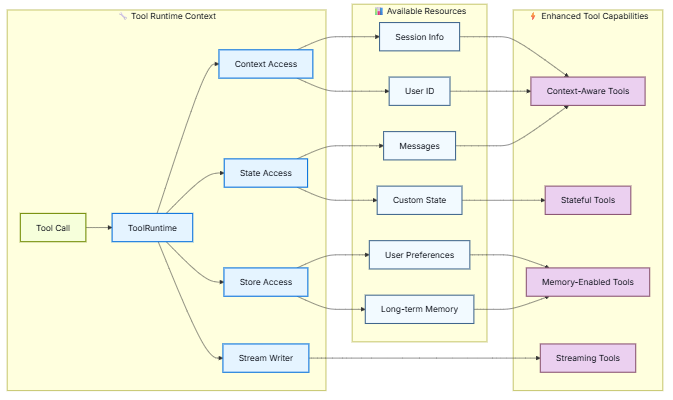 🔧 Tool Runtime Context
📊 Available Resources
⚡ Enhanced Tool Capabilities
Tool Call
ToolRuntime
Context Access
State Access
Store Access
Stream Writer
Session Info
User ID
Messages
Custom State
User Preferences
Long-term Memory
Context-Aware Tools
Stateful Tools
Memory-Enabled Tools
Streaming Tools